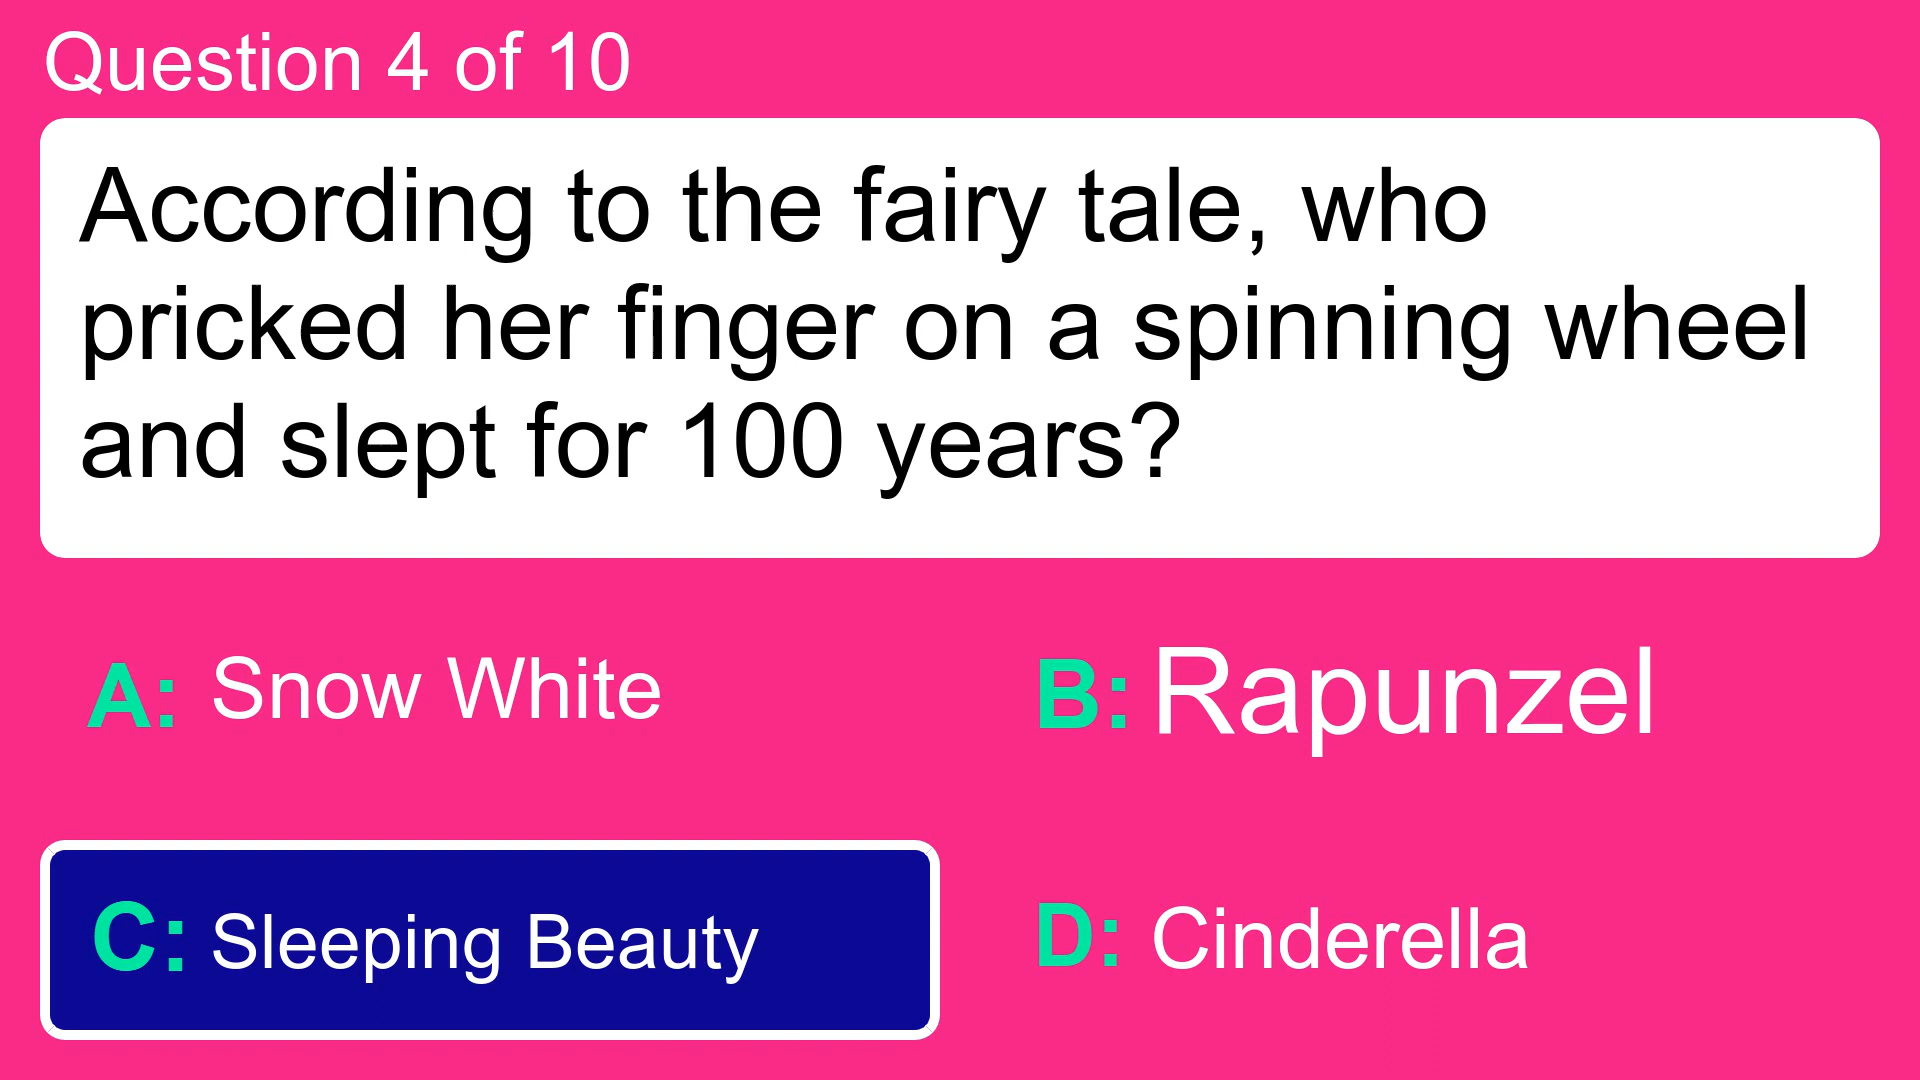 Question 4 of 10
According to the fairy tale, who
pricked her finger on a spinning wheel
and slept for 100 years?
A: Snow White
B: Rapunzel
C: Sleeping Beauty
D: Cinderella